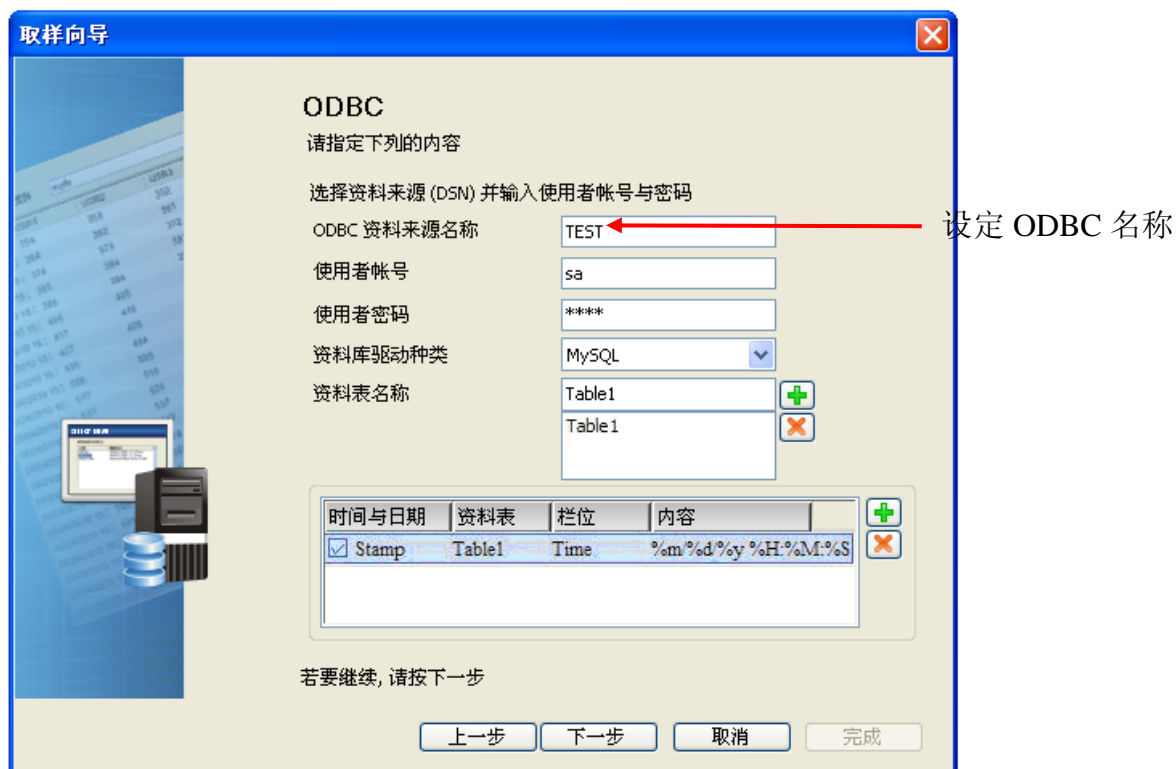 取样向导
ODBC
请指定下列的内容
选择资料来源 (DSN) 并输入使用者帐号与密码
ODBC 资料来源名称 TEST
设定 ODBC 名称
使用者帐号 sa
使用者密码 ****
资料库驱动种类 MySQL
资料表名称 Table1
Table1
时间与日期 资料表 栏位 内容
Stamp Table1 Time %m/%d/%y %H:%M:%S
若要继续, 请按下一步
上一步 下一步 取消 完成